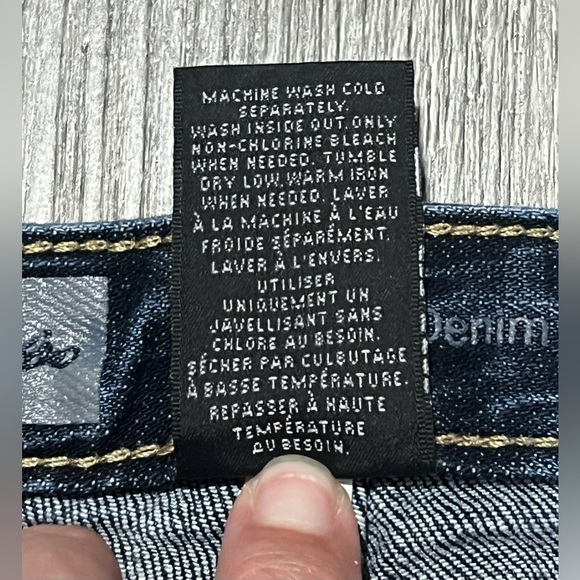 MACHINE WASH COLD
SEPARATELY.
WASH INSIDE OUT. ONLY
NON-CHLORINE BLEACH
WHEN NEEDED. TUMBLE
DRY LOW. WARM IRON
WHEN NEEDED. LAVER
À LA MACHINE À L'EAU
FROIDE SÉPARÉMENT.
LAVER À L'ENVERS.
UTILISER
UNIQUEMENT UN
JAVELLISANT SANS
CHLORE AU BESOIN.
SÉCHER PAR CULBUTAGE
À BASSE TEMPÉRATURE.
REPASSER À HAUTE
TEMPÉRATURE
AU BESOIN.
Denim